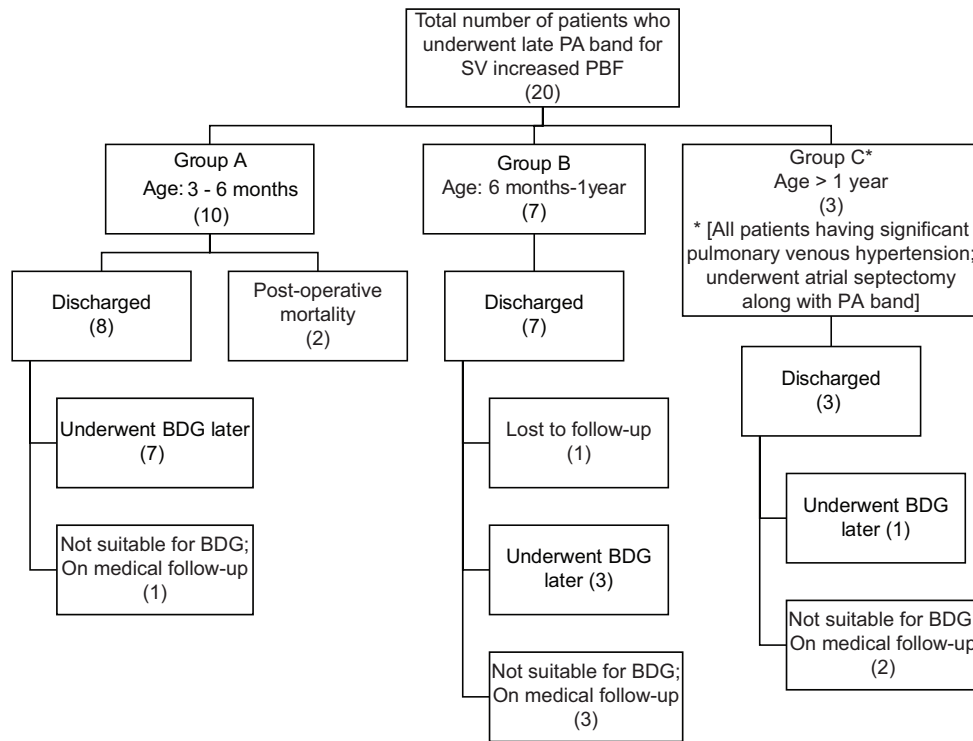 Total number of patients who
underwent late PA band for
SV increased PBF
(20)
Group A
Age: 3 - 6 months
(10)
Group B
Age: 6 months-1year
(7)
Group C*
Age > 1 year
(3)
* [All patients having significant
pulmonary venous hypertension;
underwent atrial septectomy
along with PA band]
Discharged
(8)
Post-operative
mortality
(2)
Discharged
(7)
Discharged
(3)
Underwent BDG later
(7)
Lost to follow-up
(1)
Underwent BDG
later (1)
Not suitable for BDG;
On medical follow-up
(1)
Underwent BDG
later (3)
Not suitable for BDG;
On medical follow-up
(2)
Not suitable for BDG;
On medical follow-up
(3)